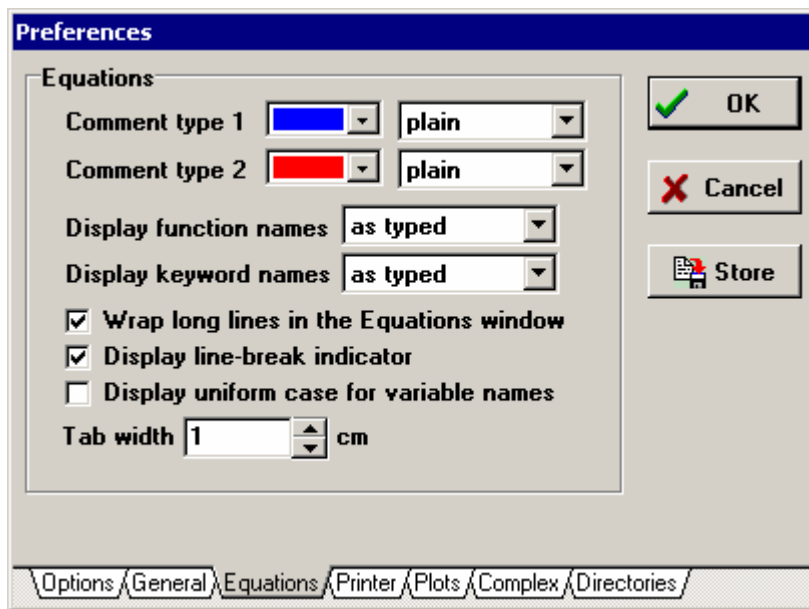 Preferences
Equations
Comment type 1 plain
Comment type 2 plain
Display function names as typed
Display keyword names as typed
Wrap long lines in the Equations window
Display line-break indicator
Display uniform case for variable names
Tab width 1 cm
OK
Cancel
Store
Options General Equations Printer Plots Complex Directories